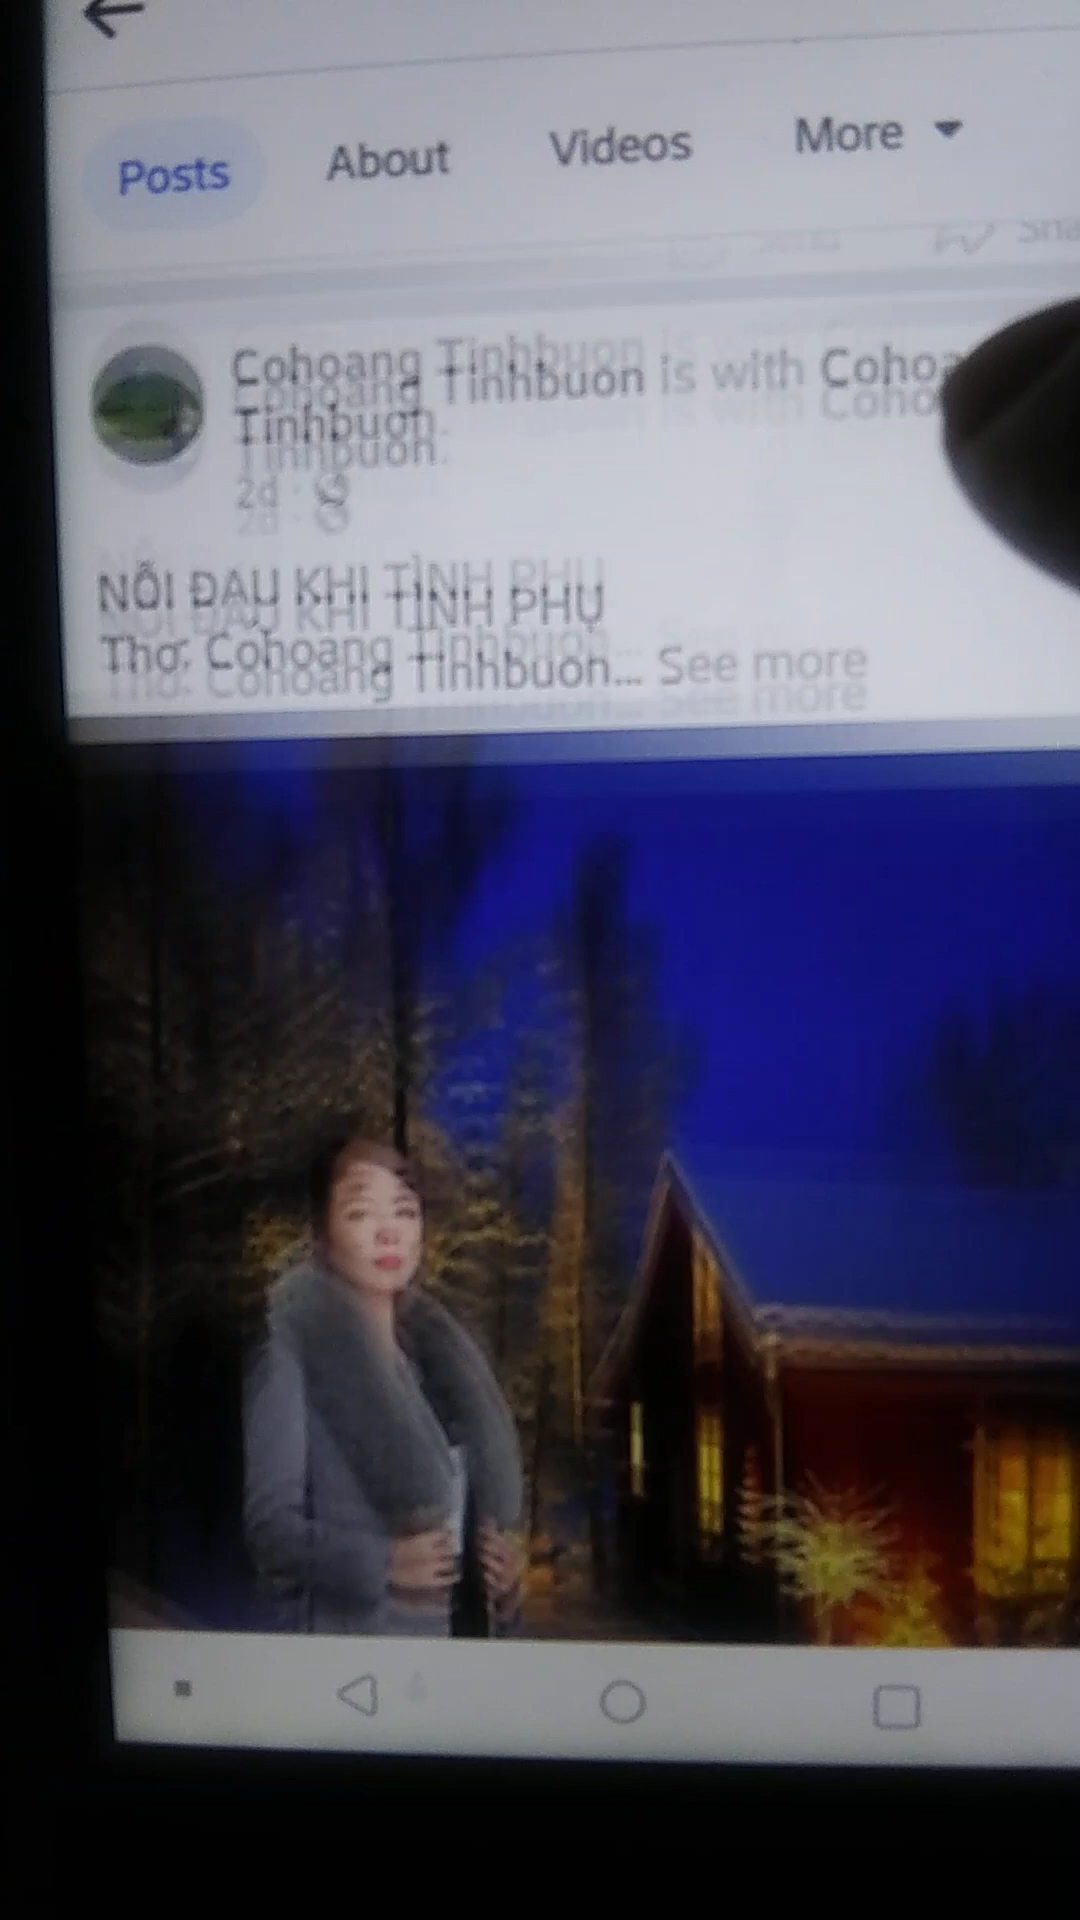 Posts About Videos More
Cohoang Tinhbuon is with
Tinhbuon.
2d
NỖI ĐAU KHI TÌNH PHỤ
Thơ: Cohoang Tinhbuon... See more